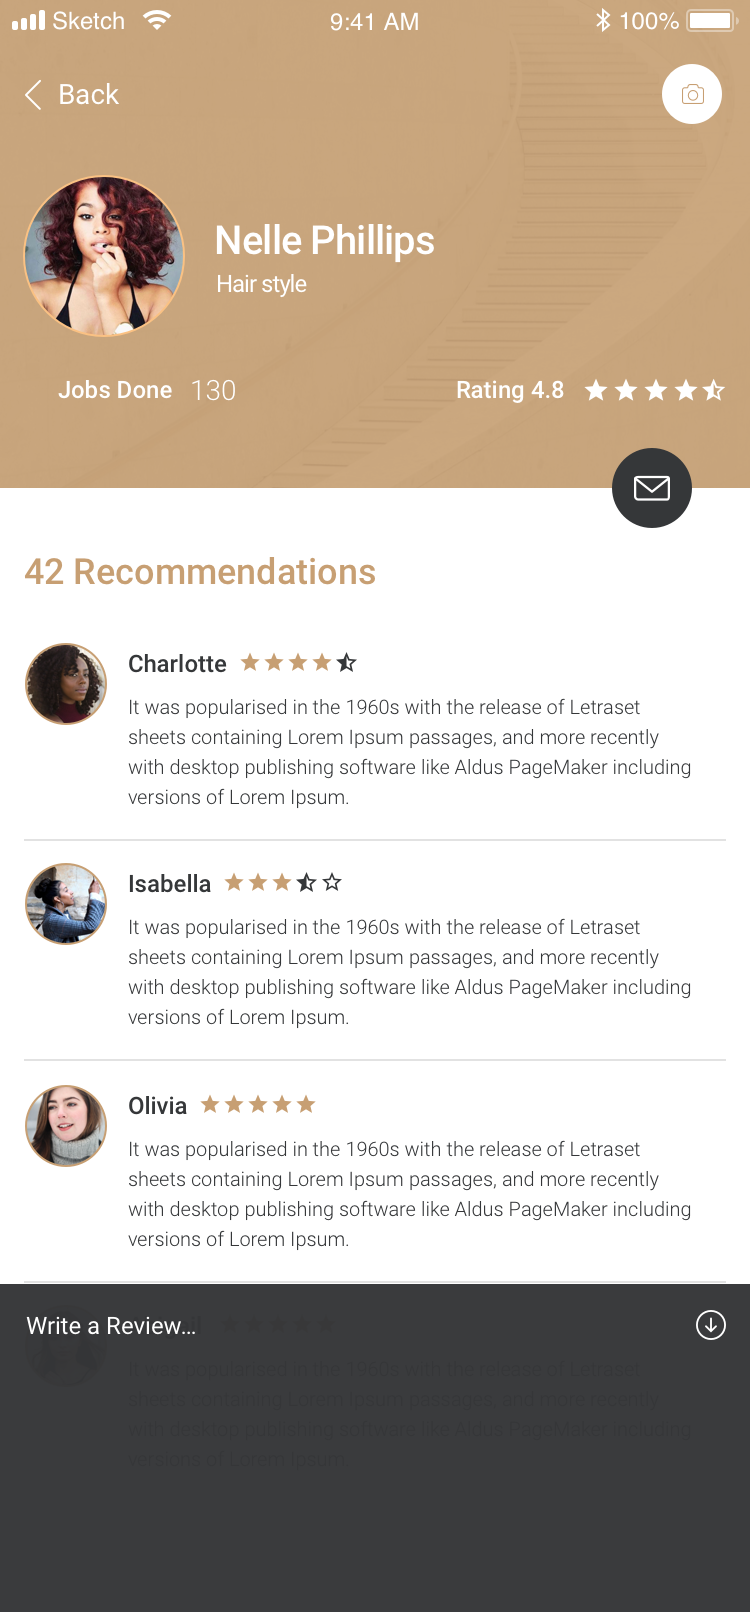 Sketch 9:41 AM 100%
Back
Nelle Phillips
Hair style
Jobs Done 130 Rating 4.8
42 Recommendations
Charlotte
It was popularised in the 1960s with the release of Letraset
sheets containing Lorem Ipsum passages, and more recently
with desktop publishing software like Aldus PageMaker including
versions of Lorem Ipsum.
Isabella
It was popularised in the 1960s with the release of Letraset
sheets containing Lorem Ipsum passages, and more recently
with desktop publishing software like Aldus PageMaker including
versions of Lorem Ipsum.
Olivia
It was popularised in the 1960s with the release of Letraset
sheets containing Lorem Ipsum passages, and more recently
with desktop publishing software like Aldus PageMaker including
versions of Lorem Ipsum.
Write a Review...
It was popularised in the 1960s with the release of Letraset
sheets containing Lorem Ipsum passages, and more recently
with desktop publishing software like Aldus PageMaker including
versions of Lorem Ipsum.